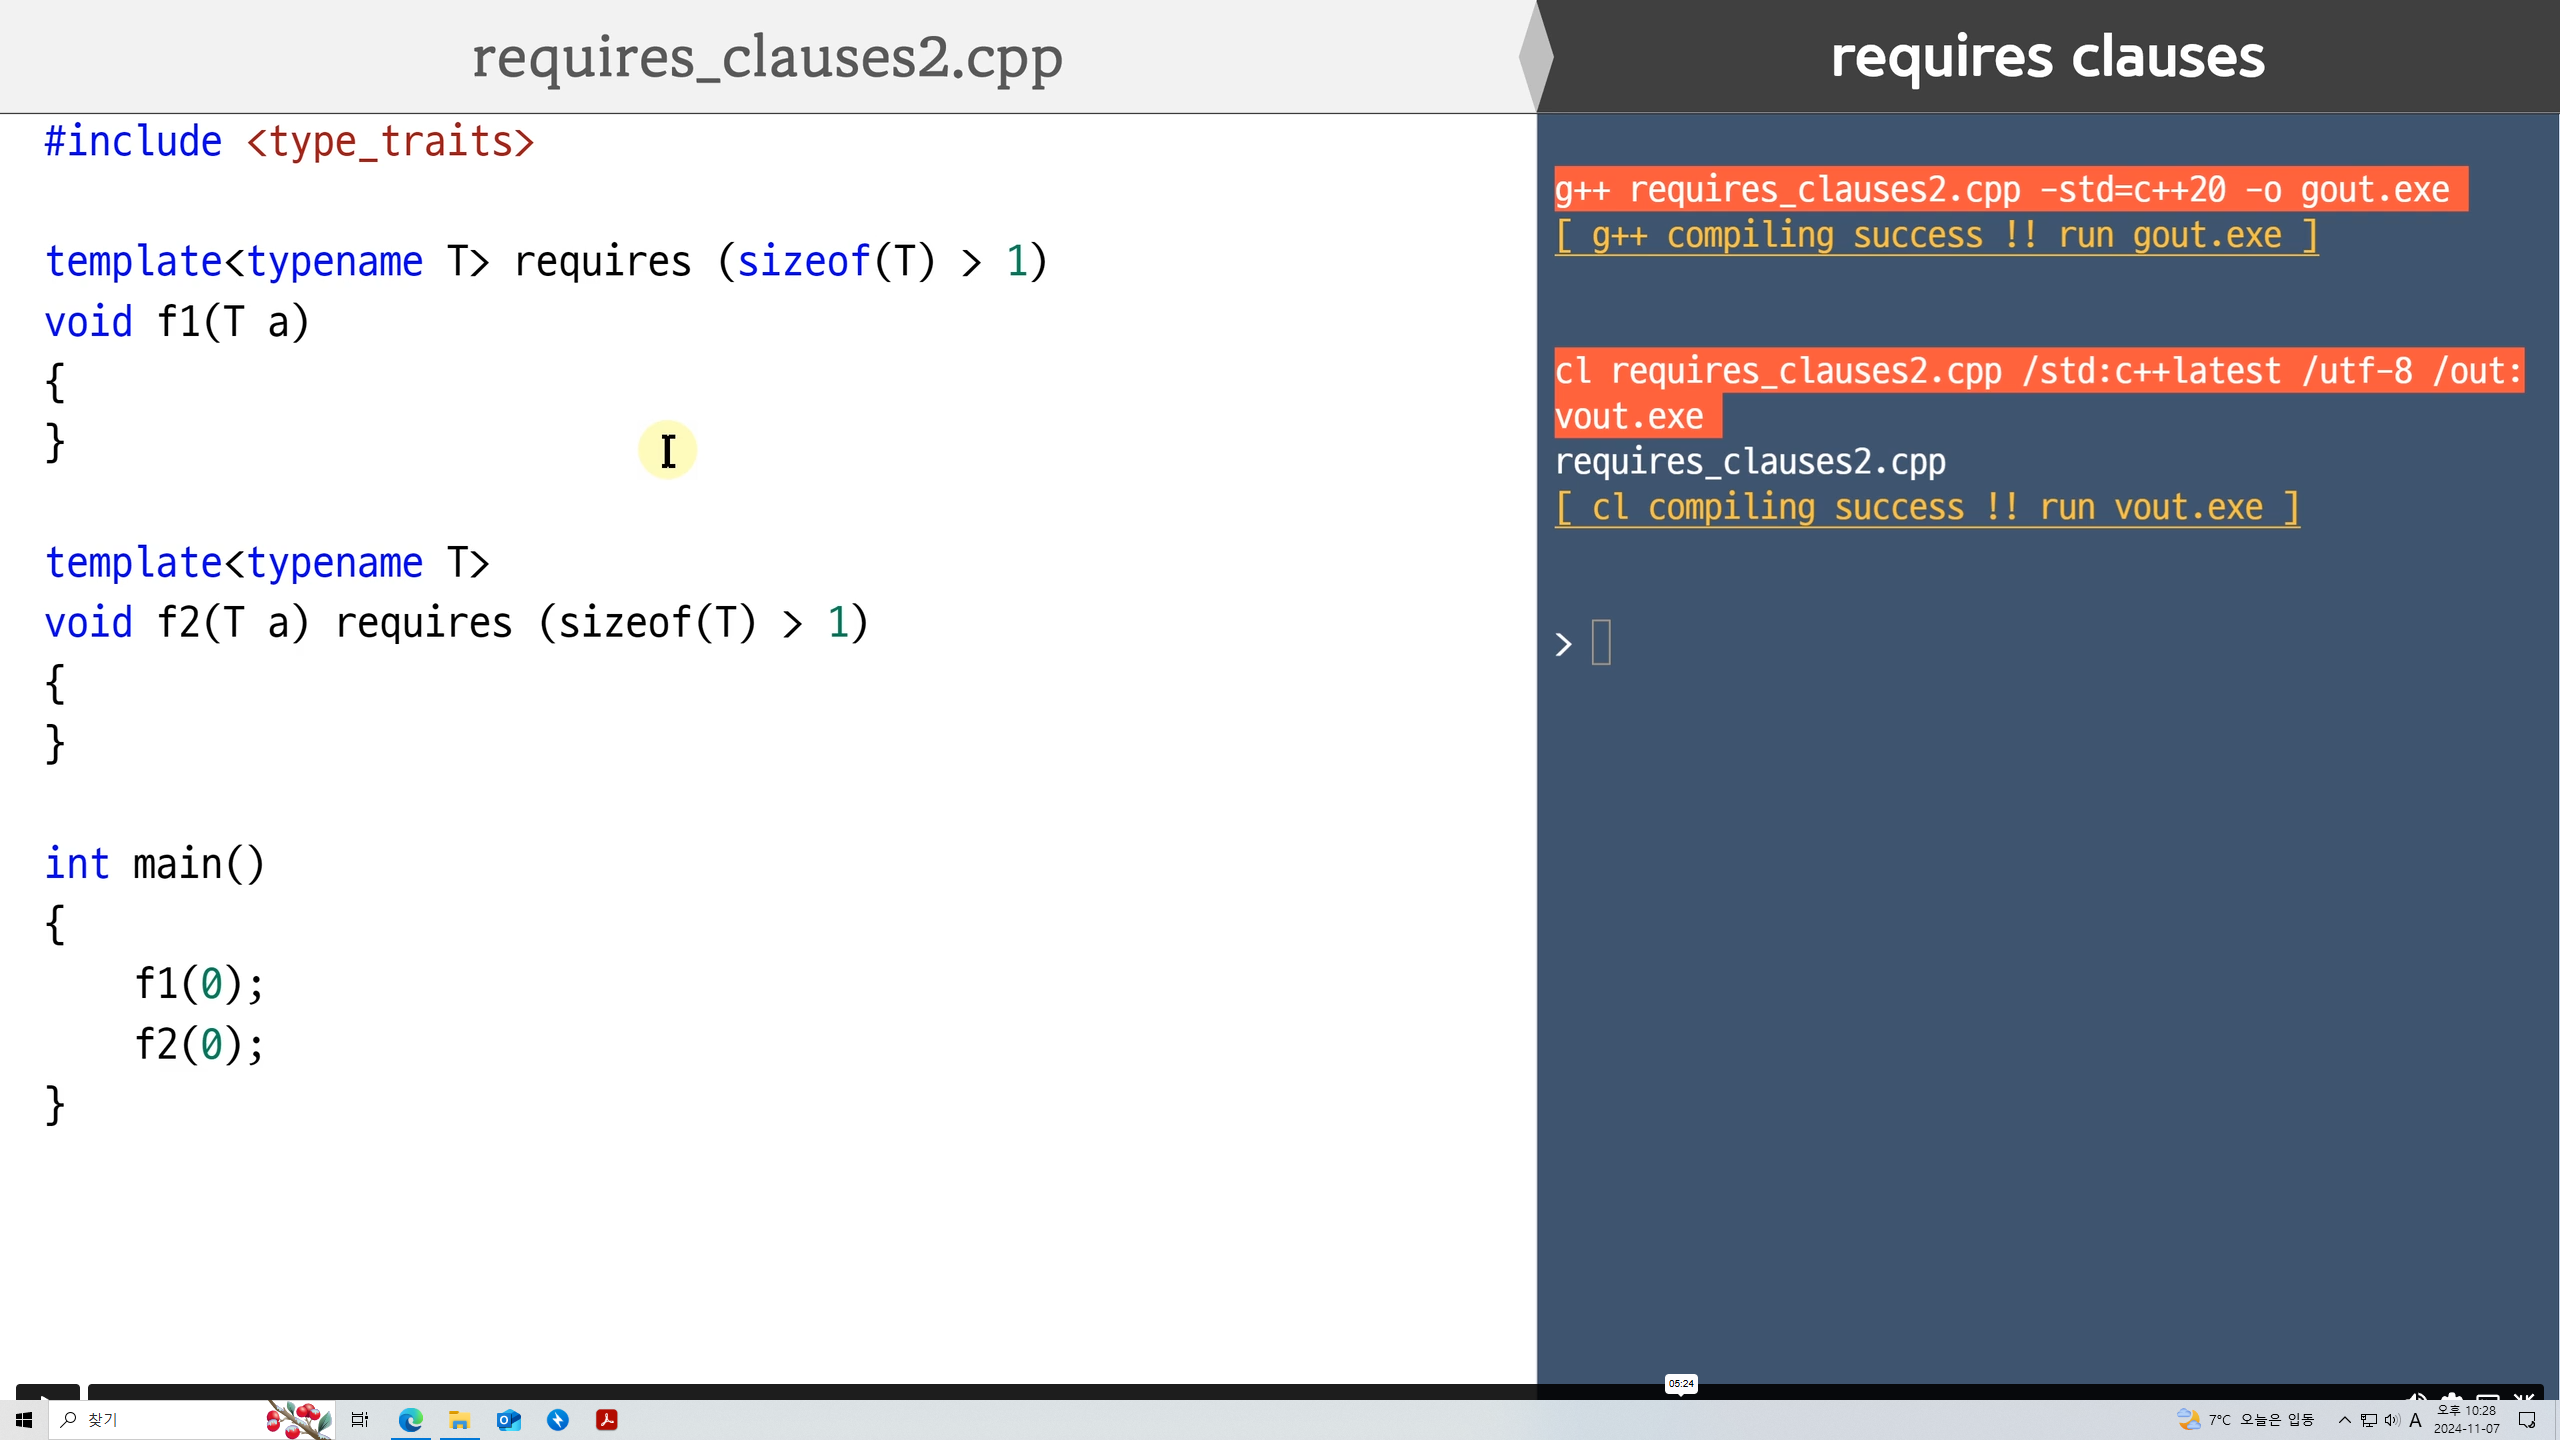 requires_clauses2.cpp
requires clauses
#include <type_traits>
template<typename T> requires (sizeof(T) > 1)
void f1(T a)
{
}
template<typename T>
void f2(T a) requires (sizeof(T) > 1)
{
}
int main()
{
f1(0);
f2(0);
}
g++ requires_clauses2.cpp -std=c++20 -o gout.exe
[ g++ compiling success !! run gout.exe ]
cl requires_clauses2.cpp /std:c++latest /utf-8 /out:
vout.exe
requires_clauses2.cpp
[ cl compiling success !! run vout.exe ]
>
05:24
찾기
7°C 오늘은 입동
A
오후 10:28
2024-11-07